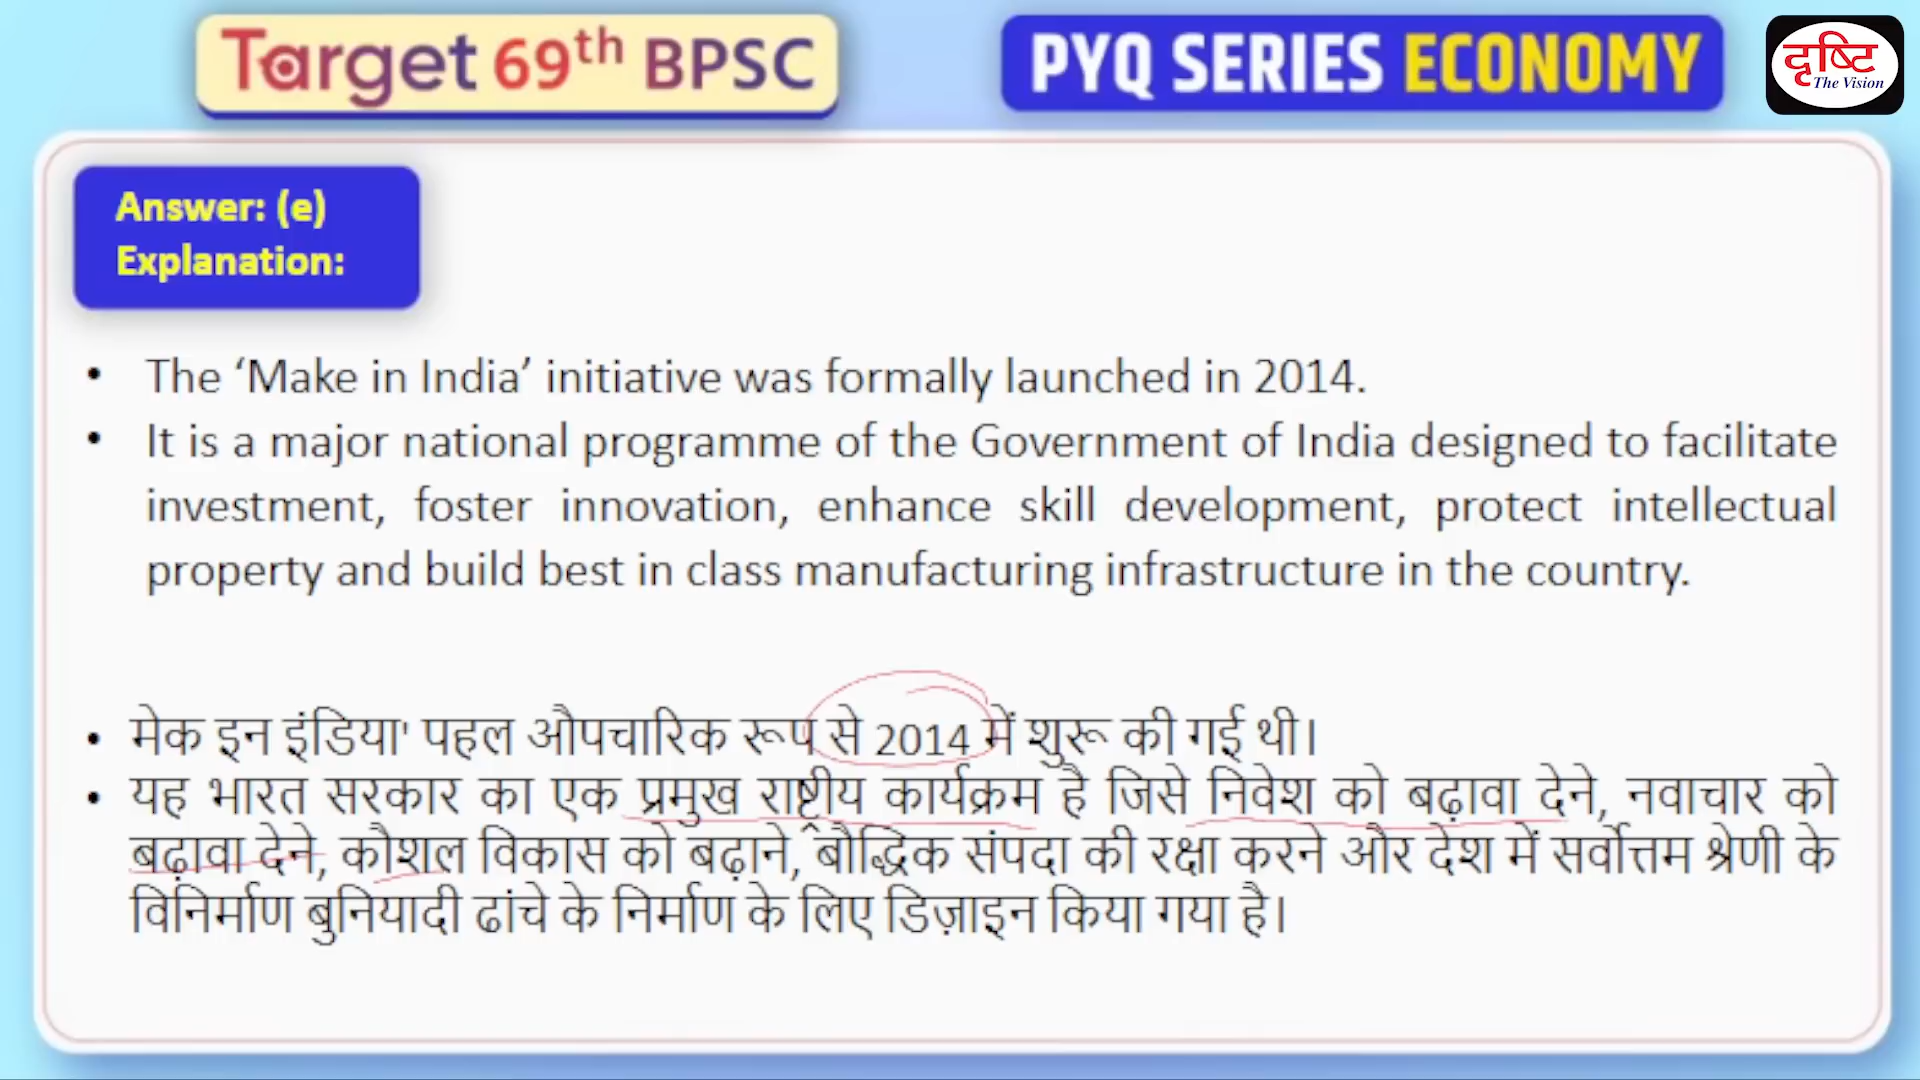 Target 69th BPSC
PYQ SERIES ECONOMY
दृष्टि
The Vision
Answer: (e)
Explanation:
• The ‘Make in India’ initiative was formally launched in 2014.
• It is a major national programme of the Government of India designed to facilitate
investment, foster innovation, enhance skill development, protect intellectual
property and build best in class manufacturing infrastructure in the country.
• मेक इन इंडिया' पहल औपचारिक रूप से 2014 में शुरू की गई थी।
• यह भारत सरकार का एक प्रमुख राष्ट्रीय कार्यक्रम है जिसे निवेश को बढ़ावा देने, नवाचार को
बढ़ावा देने, कौशल विकास को बढ़ाने, बौद्धिक संपदा की रक्षा करने और देश में सर्वोत्तम श्रेणी के
विनिर्माण बुनियादी ढांचे के निर्माण के लिए डिज़ाइन किया गया है।